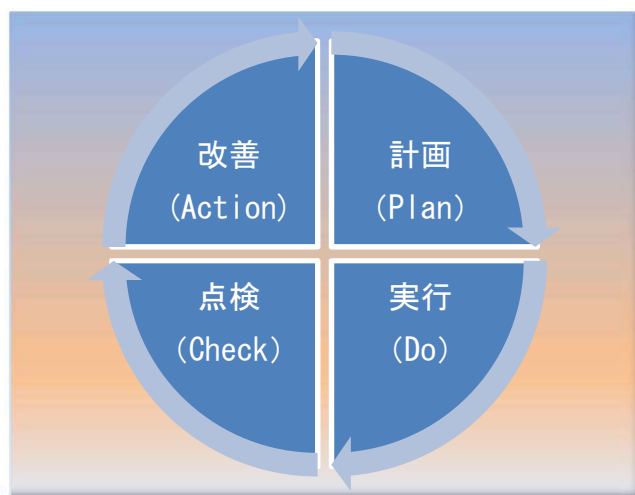 改善
(Action)
計画
(Plan)
点検
(Check)
実行
(Do)